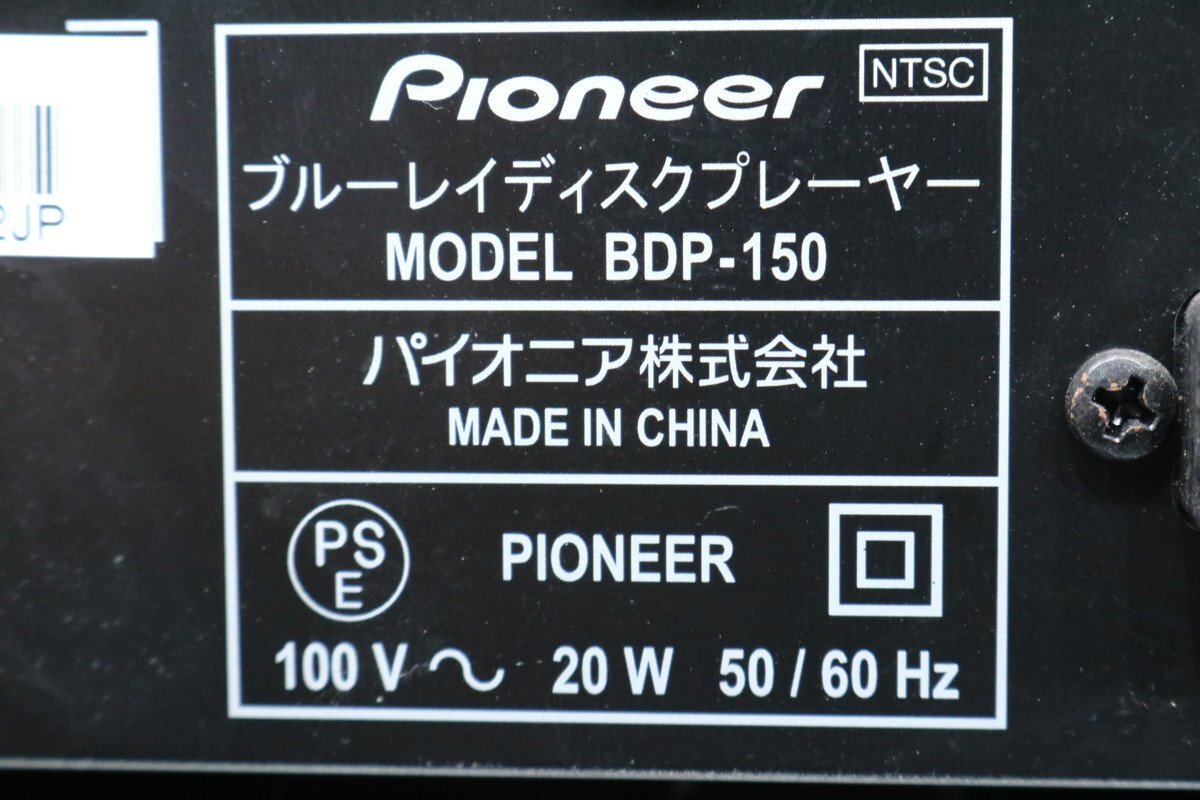 Pioneer
NTSC
ブルーレイディスクプレーヤー
MODEL BDP-150
パイオニア株式会社
MADE IN CHINA
PS
E
PIONEER
100 V 20 W 50 / 60 Hz
JP